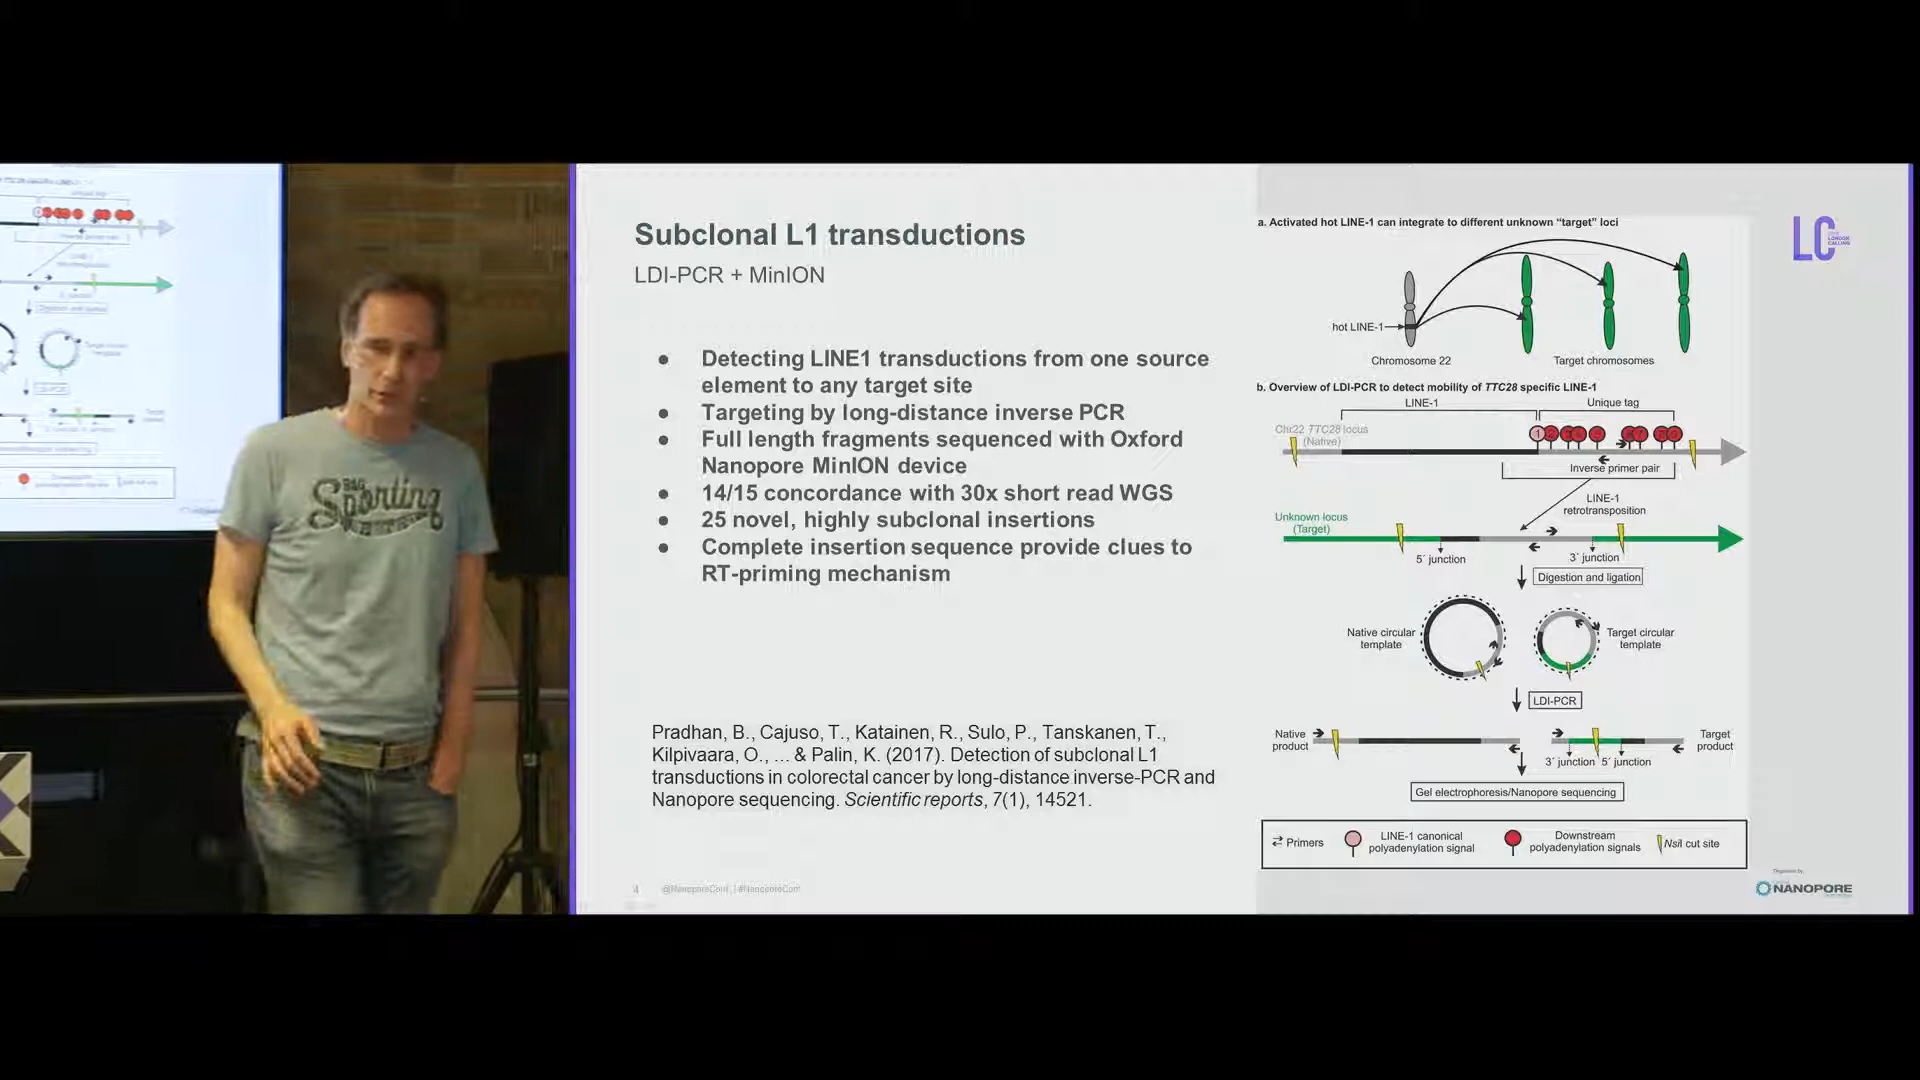 Sporting
Subclonal L1 transductions
LDI-PCR + MinION
● Detecting LINE1 transductions from one source
element to any target site
● Targeting by long-distance inverse PCR
● Full length fragments sequenced with Oxford
Nanopore MinION device
● 14/15 concordance with 30x short read WGS
● 25 novel, highly subclonal insertions
● Complete insertion sequence provide clues to
RT-priming mechanism
Pradhan, B., Cajuso, T., Katainen, R., Sulo, P., Tanskanen, T.,
Kilpivaara, O., ... & Palin, K. (2017). Detection of subclonal L1
transductions in colorectal cancer by long-distance inverse-PCR and
Nanopore sequencing. Scientific reports, 7(1), 14521.
4 @NanoporeConf | #NanoporeConf
a. Activated hot LINE-1 can integrate to different unknown “target” loci
hot LINE-1
Chromosome 22
Target chromosomes
b. Overview of LDI-PCR to detect mobility of TTC28 specific LINE-1
LINE-1
Unique tag
Chr22 TTC28 locus
(Native)
1 2
Inverse primer pair
LINE-1
retrotransposition
Unknown locus
(Target)
5´ junction
3´ junction
Digestion and ligation
Native circular
template
Target circular
template
LDI-PCR
Native
product
Target
product
3´ junction 5´ junction
Gel electrophoresis/Nanopore sequencing
Primers
LINE-1 canonical
polyadenylation signal
Downstream
polyadenylation signals
NsiI cut site
LC
LONDON
CALLING
Organised by
NANOPORE